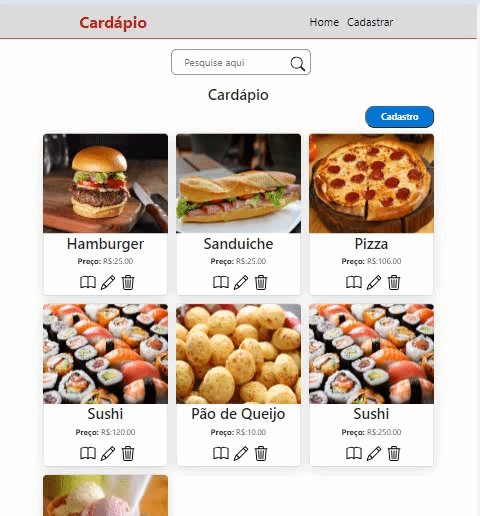 Cardápio
Home Cadastrar
Pesquise aqui
Cardápio
Cadastro
Hamburger
Preço: R$:25.00
Sanduiche
Preço: R$:25.00
Pizza
Preço: R$:106.00
Sushi
Preço: R$:120.00
Pão de Queijo
Preço: R$:10.00
Sushi
Preço: R$:250.00